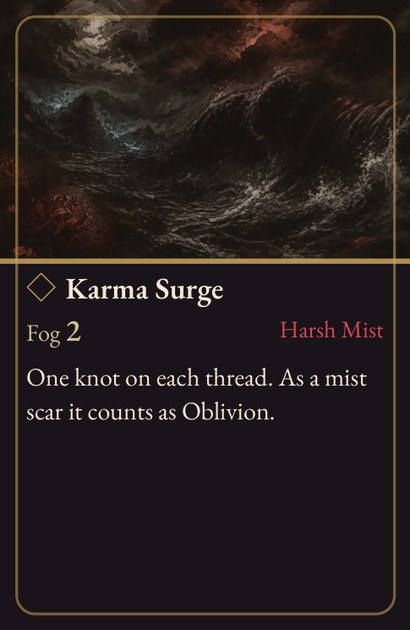 Karma Surge
Fog 2
Harsh Mist
One knot on each thread. As a mist
scar it counts as Oblivion.